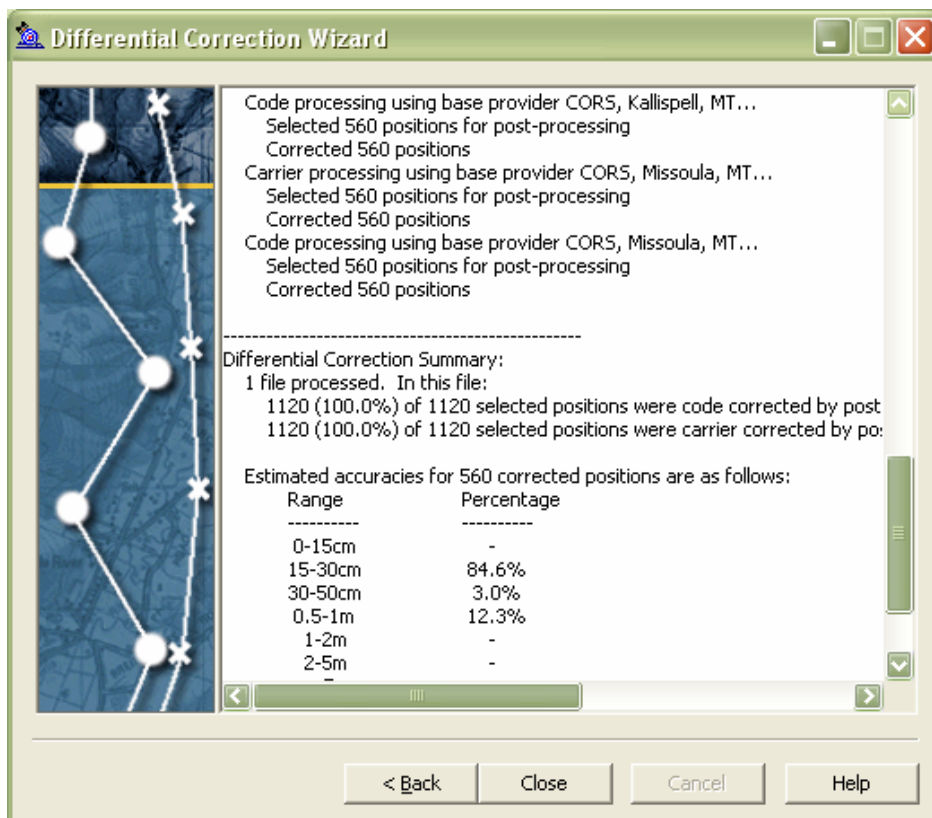 Differential Correction Wizard
Code processing using base provider CORS, Kallispell, MT...
Selected 560 positions for post-processing
Corrected 560 positions
Carrier processing using base provider CORS, Missoula, MT...
Selected 560 positions for post-processing
Corrected 560 positions
Code processing using base provider CORS, Missoula, MT...
Selected 560 positions for post-processing
Corrected 560 positions
--------------------------------------------------
Differential Correction Summary:
1 file processed. In this file:
1120 (100.0%) of 1120 selected positions were code corrected by post
1120 (100.0%) of 1120 selected positions were carrier corrected by po
Estimated accuracies for 560 corrected positions are as follows:
Range Percentage
---------- ----------
0-15cm -
15-30cm 84.6%
30-50cm 3.0%
0.5-1m 12.3%
1-2m -
2-5m -
< Back Close Cancel Help